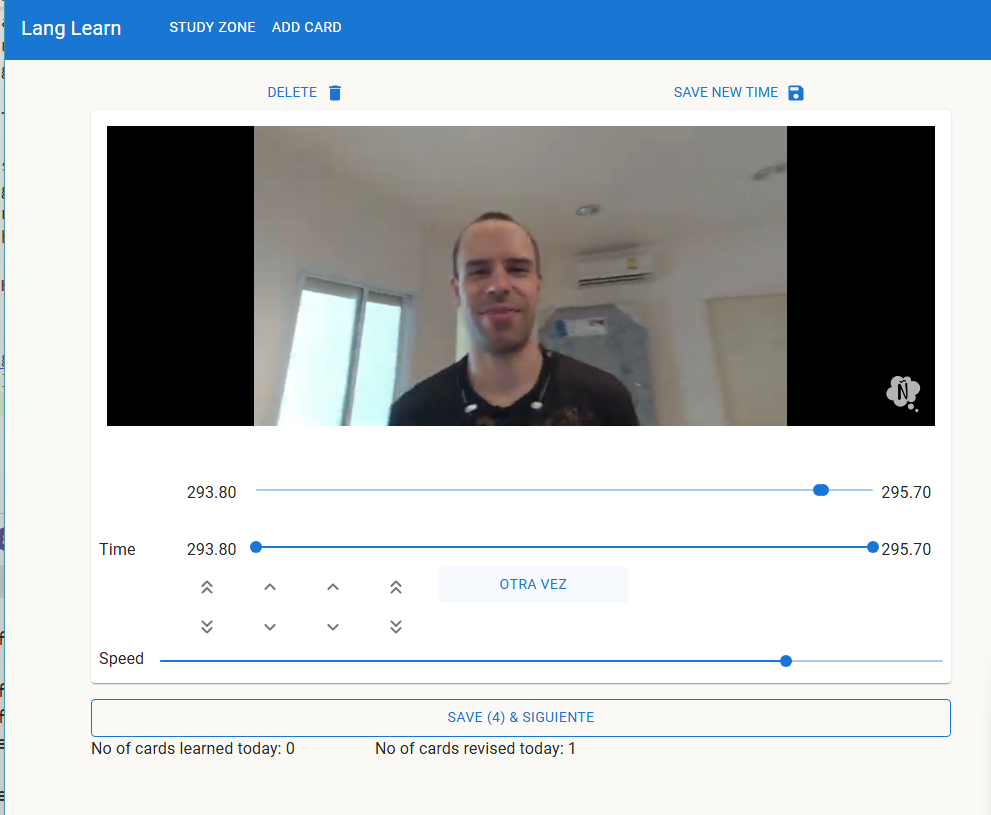 Lang Learn STUDY ZONE ADD CARD
DELETE SAVE NEW TIME
Ñ
293.80 295.70
Time 293.80 295.70
OTRA VEZ
Speed
SAVE (4) & SIGUIENTE
No of cards learned today: 0 No of cards revised today: 1